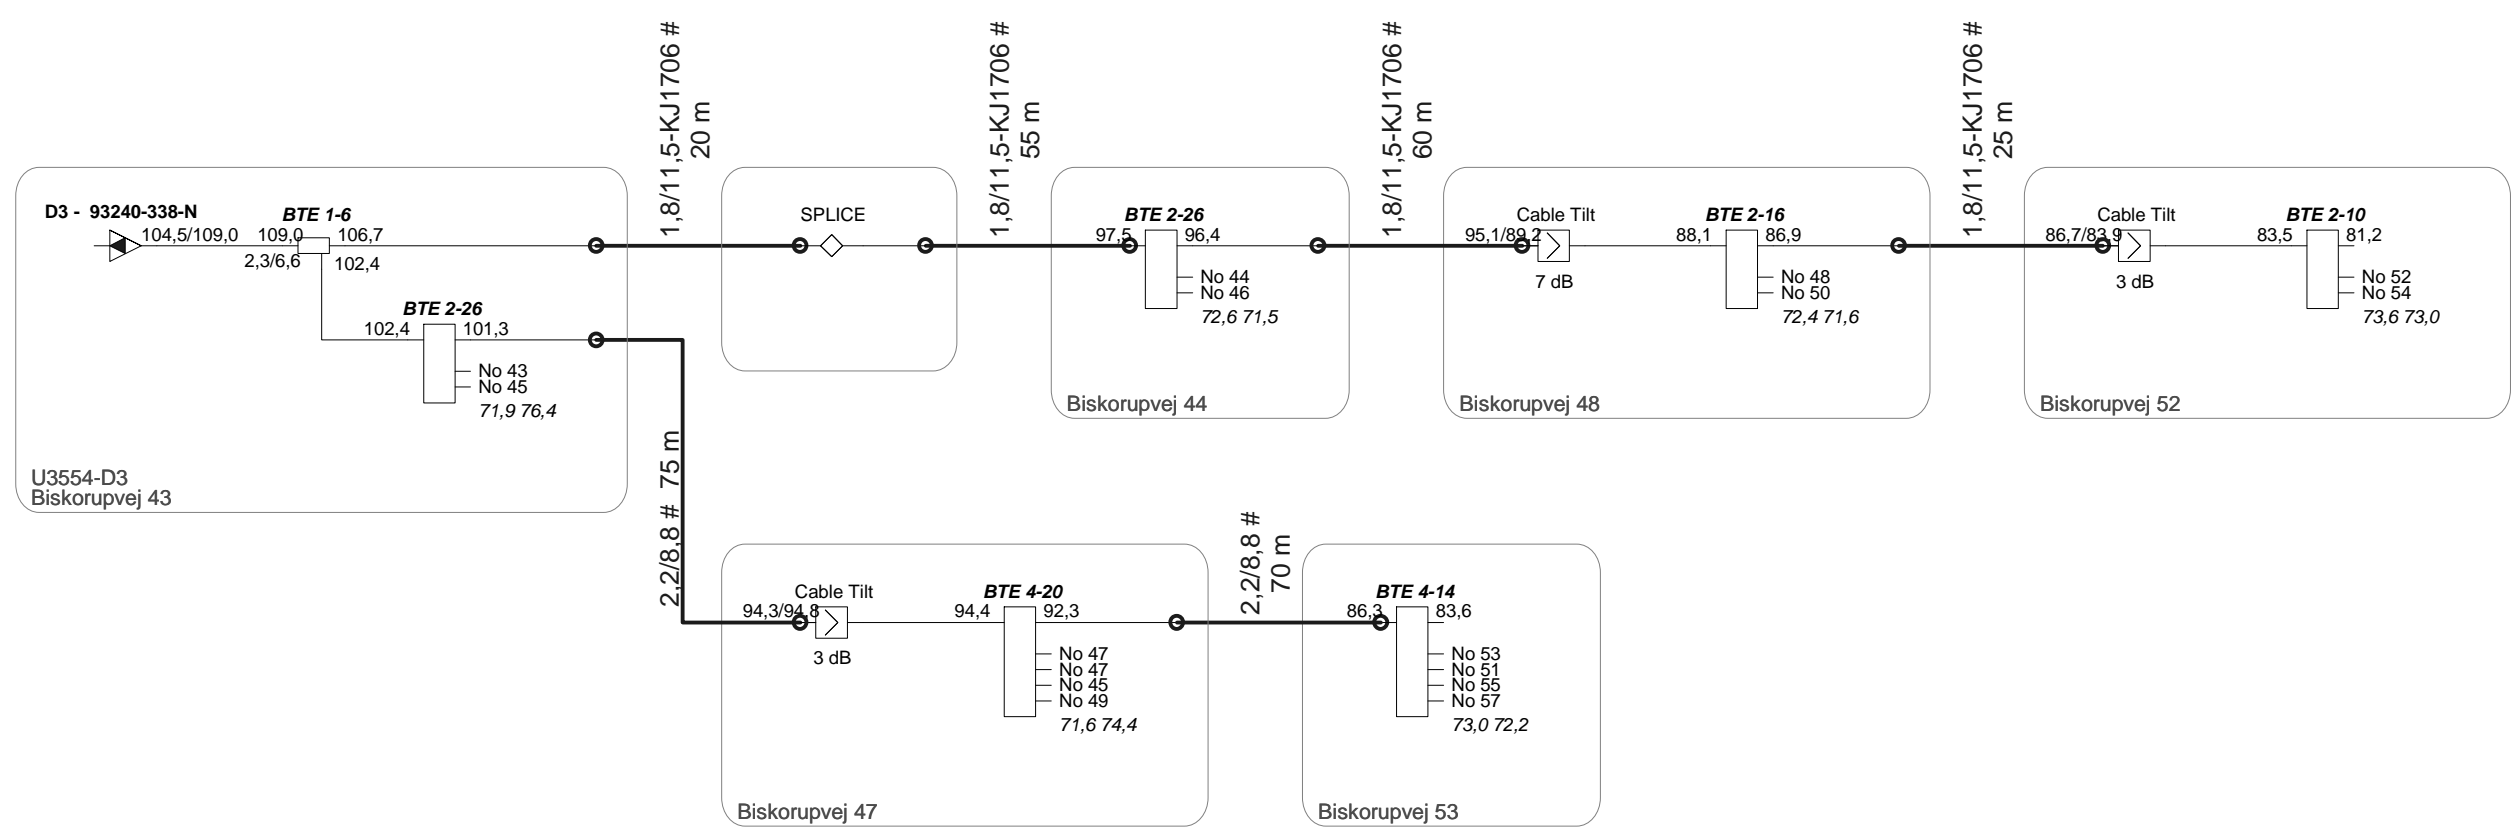 1,8/11,5-KJ1706 #
20 m
1,8/11,5-KJ1706 #
55 m
1,8/11,5-KJ1706 #
60 m
1,8/11,5-KJ1706 #
25 m
D3 - 93240-338-N
104,5/109,0
BTE 1-6
109,0
106,7
2,3/6,6
102,4
BTE 2-26
102,4
101,3
No 43
No 45
71,9 76,4
U3554-D3
Biskorupvej 43
SPLICE
BTE 2-26
97,5
96,4
No 44
No 46
72,6 71,5
Biskorupvej 44
Cable Tilt
95,1/89,2
7 dB
BTE 2-16
88,1
86,9
No 48
No 50
72,4 71,6
Biskorupvej 48
Cable Tilt
86,7/83,9
3 dB
BTE 2-10
83,5
81,2
No 52
No 54
73,6 73,0
Biskorupvej 52
2,2/8,8 # 75 m
Cable Tilt
94,3/94,8
3 dB
BTE 4-20
94,4
92,3
No 47
No 47
No 45
No 49
71,6 74,4
Biskorupvej 47
2,2/8,8 #
70 m
BTE 4-14
86,3
83,6
No 53
No 51
No 55
No 57
73,0 72,2
Biskorupvej 53